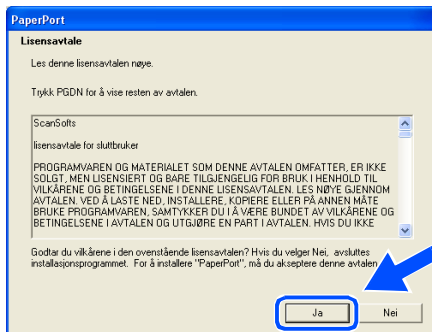 PaperPort
Lisensavtale
Les denne lisensavtalen nøye.
Trykk PGDN for å vise resten av avtalen.
ScanSofts
lisensavtale for sluttbruker
PROGRAMVAREN OG MATERIALET SOM DENNE AVTALEN OMFATTER, ER IKKE
SOLGT, MEN LISENSIERT OG BARE TILGJENGELIG FOR BRUK I HENHOLD TIL
VILKÅRENE OG BETINGELSENE I DENNE LISENSAVTALEN. LES NØYE GJENNOM
AVTALEN. VED Å LASTE NED, INSTALLERE, KOPIERE ELLER PÅ ANNEN MÅTE
BRUKE PROGRAMVAREN, SAMTYKKER DU I Å VÆRE BUNDET AV VILKÅRENE OG
BETINGELSENE I AVTALEN OG UTGJØRE EN PART I AVTALEN. HVIS DU IKKE
Godtar du vilkårene i den ovenstående lisensavtalen? Hvis du velger Nei, avsluttes
installasjonsprogrammet. For å installere "PaperPort", må du akseptere denne avtalen
Ja
Nei